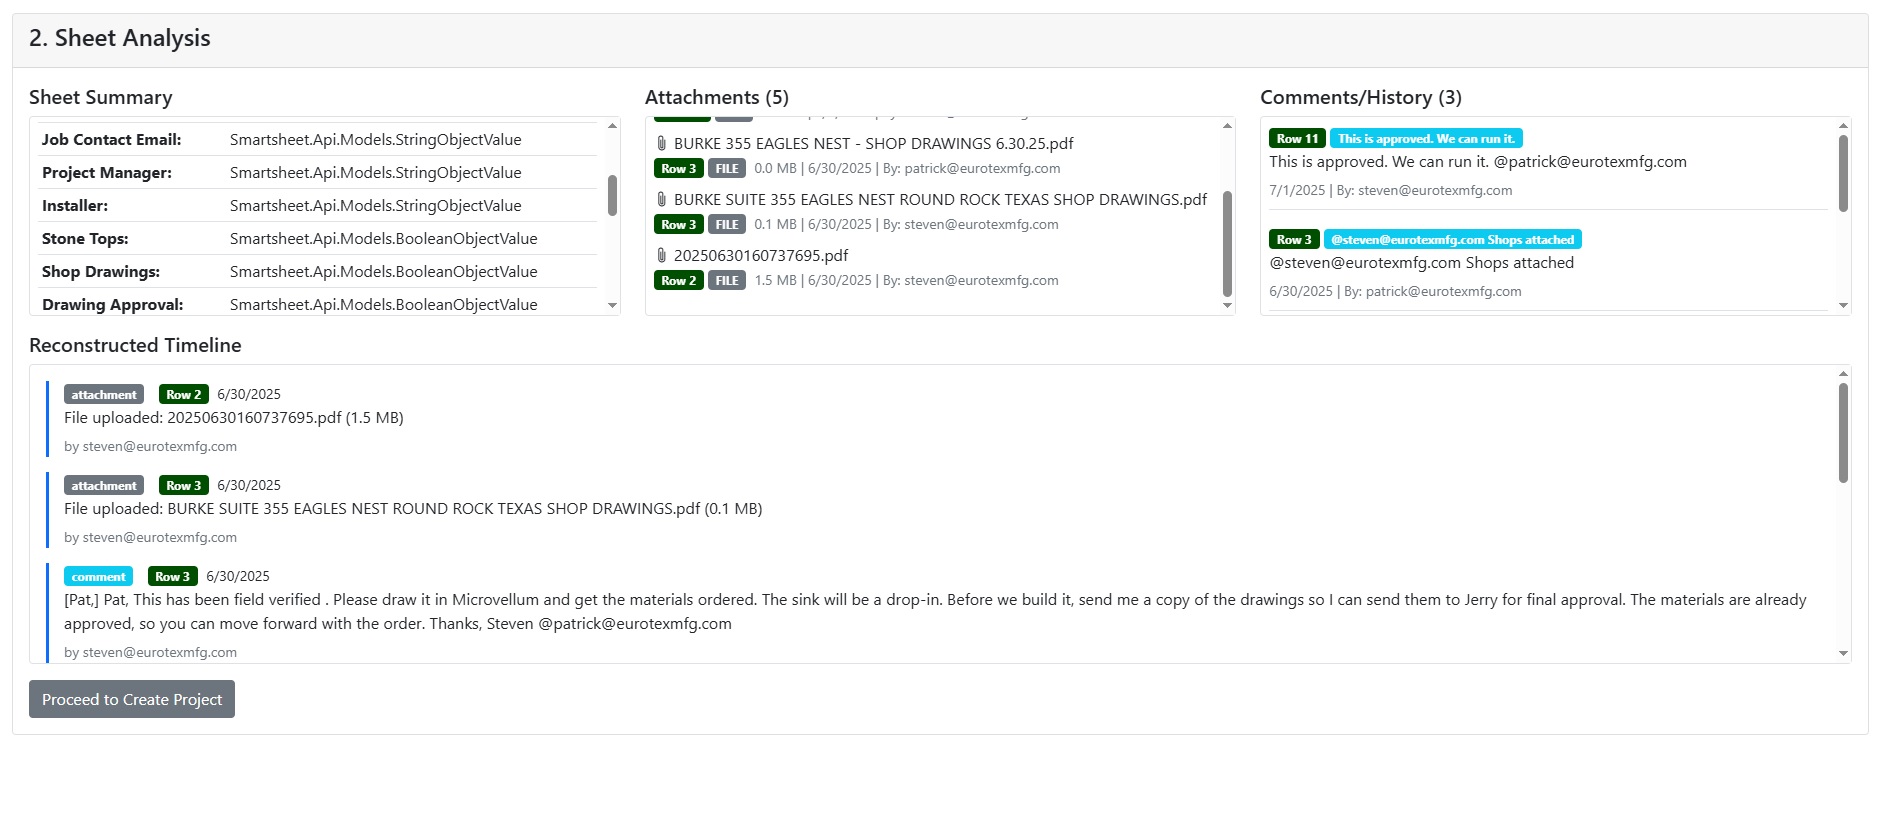 2. Sheet Analysis
Sheet Summary
Job Contact Email: Smartsheet.Api.Models.StringObjectValue
Project Manager: Smartsheet.Api.Models.StringObjectValue
Installer: Smartsheet.Api.Models.StringObjectValue
Stone Tops: Smartsheet.Api.Models.BooleanObjectValue
Shop Drawings: Smartsheet.Api.Models.BooleanObjectValue
Drawing Approval: Smartsheet.Api.Models.BooleanObjectValue
Attachments (5)
BURKE 355 EAGLES NEST - SHOP DRAWINGS 6.30.25.pdf
Row 3 FILE 0.0 MB | 6/30/2025 | By: patrick@eurotexmfg.com
BURKE SUITE 355 EAGLES NEST ROUND ROCK TEXAS SHOP DRAWINGS.pdf
Row 3 FILE 0.1 MB | 6/30/2025 | By: steven@eurotexmfg.com
20250630160737695.pdf
Row 2 FILE 1.5 MB | 6/30/2025 | By: steven@eurotexmfg.com
Comments/History (3)
Row 11 This is approved. We can run it.
This is approved. We can run it. @patrick@eurotexmfg.com
7/1/2025 | By: steven@eurotexmfg.com
Row 3 @steven@eurotexmfg.com Shops attached
@steven@eurotexmfg.com Shops attached
6/30/2025 | By: patrick@eurotexmfg.com
Reconstructed Timeline
attachment Row 2 6/30/2025
File uploaded: 20250630160737695.pdf (1.5 MB)
by steven@eurotexmfg.com
attachment Row 3 6/30/2025
File uploaded: BURKE SUITE 355 EAGLES NEST ROUND ROCK TEXAS SHOP DRAWINGS.pdf (0.1 MB)
by steven@eurotexmfg.com
comment Row 3 6/30/2025
[Pat,] Pat, This has been field verified . Please draw it in Microvellum and get the materials ordered. The sink will be a drop-in. Before we build it, send me a copy of the drawings so I can send them to Jerry for final approval. The materials are already
approved, so you can move forward with the order. Thanks, Steven @patrick@eurotexmfg.com
by steven@eurotexmfg.com
Proceed to Create Project